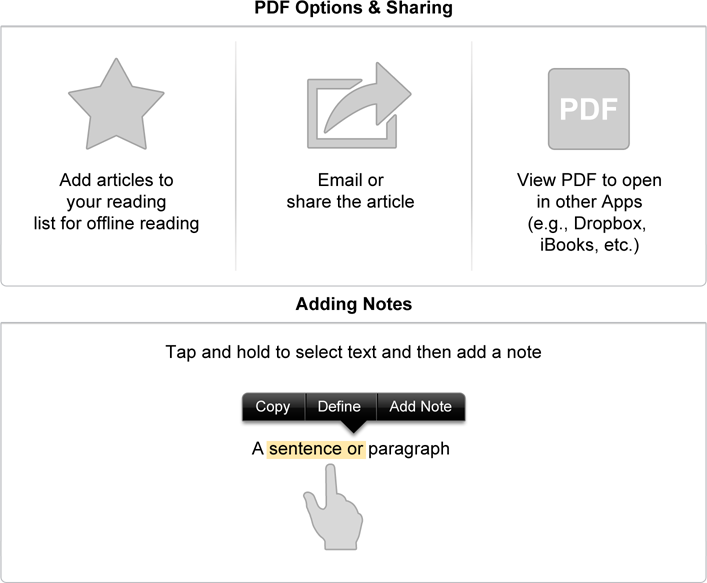 PDF Options & Sharing
Add articles to
your reading
list for offline reading
Email or
share the article
PDF
View PDF to open
in other Apps
(e.g., Dropbox,
iBooks, etc.)
Adding Notes
Tap and hold to select text and then add a note
Copy Define Add Note
A sentence or paragraph